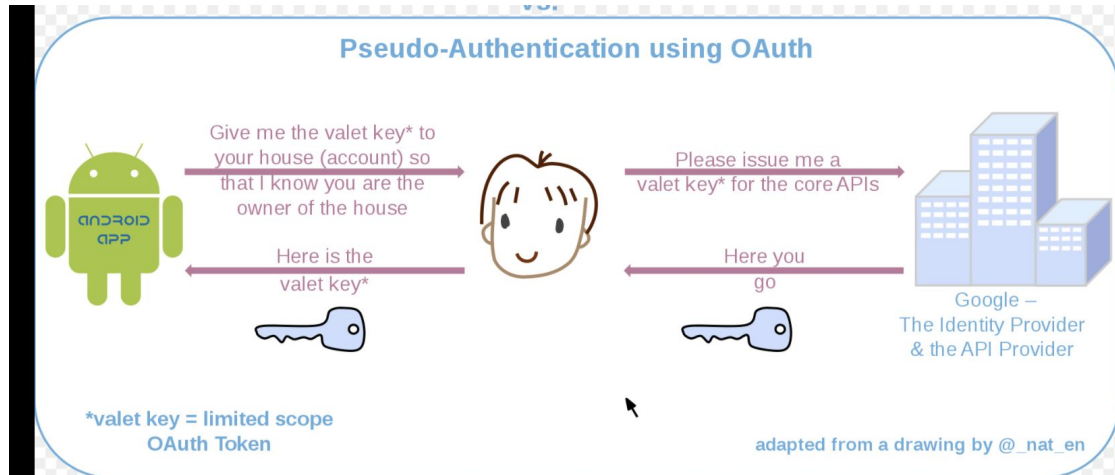 vs.
Pseudo-Authentication using OAuth
Give me the valet key* to
your house (account) so
that I know you are the
owner of the house
Please issue me a
valet key* for the core APIs
ANDROID
APP
Here is the
valet key*
Here you
go
Google –
The Identity Provider
& the API Provider
*valet key = limited scope
OAuth Token
adapted from a drawing by @_nat_en